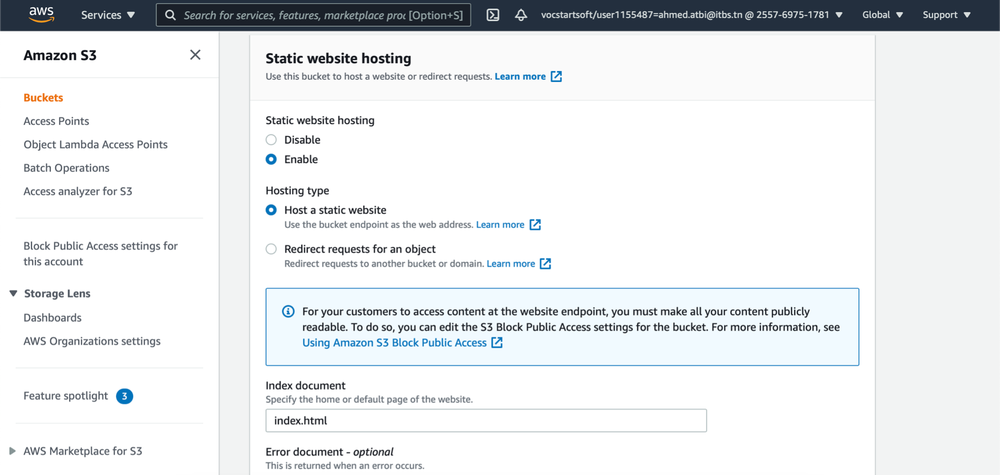 aws
Services
Search for services, features, marketplace proc [Option+S]
vocstartsoft/user1155487=ahmed.atbi@itbs.tn @ 2557-6975-1781
Global
Support
Amazon S3
Buckets
Access Points
Object Lambda Access Points
Batch Operations
Access analyzer for S3
Block Public Access settings for
this account
Storage Lens
Dashboards
AWS Organizations settings
Feature spotlight 3
AWS Marketplace for S3
Static website hosting
Use this bucket to host a website or redirect requests. Learn more
Static website hosting
Disable
Enable
Hosting type
Host a static website
Use the bucket endpoint as the web address. Learn more
Redirect requests for an object
Redirect requests to another bucket or domain. Learn more
For your customers to access content at the website endpoint, you must make all your content publicly
readable. To do so, you can edit the S3 Block Public Access settings for the bucket. For more information, see
Using Amazon S3 Block Public Access
Index document
Specify the home or default page of the website.
index.html
Error document - optional
This is returned when an error occurs.